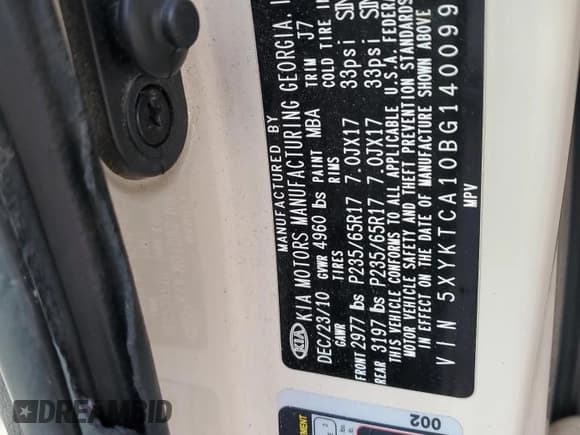 MANUFACTURED BY
KIA KIA MOTORS MANUFACTURING GEORGIA,
DEC/23/10 GVWR 4960 lbs PAINT MBA TRIM J7
GAWR TIRES RIMS COLD TIRE
FRONT 2977 lbs P235/65R17 7.0JX17 33psi
REAR 3197 lbs P235/65R17 7.0JX17 33psi
THIS VEHICLE CONFORMS TO ALL APPLICABLE U.S.A. FEDERAL
MOTOR VEHICLE SAFETY AND THEFT PREVENTION STANDARDS
IN EFFECT ON THE DATE OF MANUFACTURE SHOWN ABOVE
VIN 5XYKTCA10BG140099
MPV
002
DREAMBID